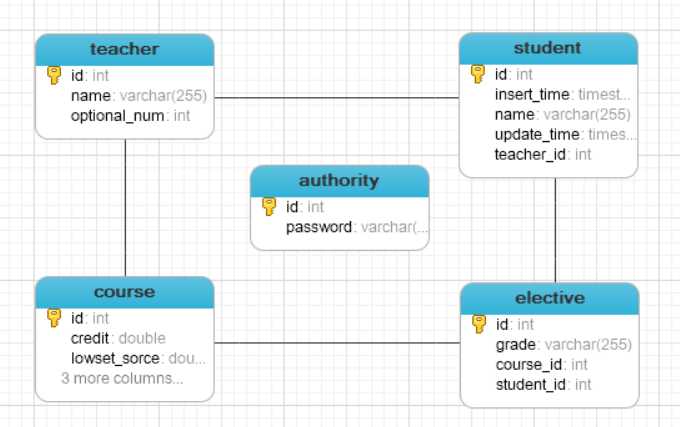 teacher
id: int
name: varchar(255)
optional_num: int
student
id: int
insert_time: timest...
name: varchar(255)
update_time: times...
teacher_id: int
authority
id: int
password: varchar(...
course
id: int
credit: double
lowset_sorce: dou...
3 more columns...
elective
id: int
grade: varchar(255)
course_id: int
student_id: int